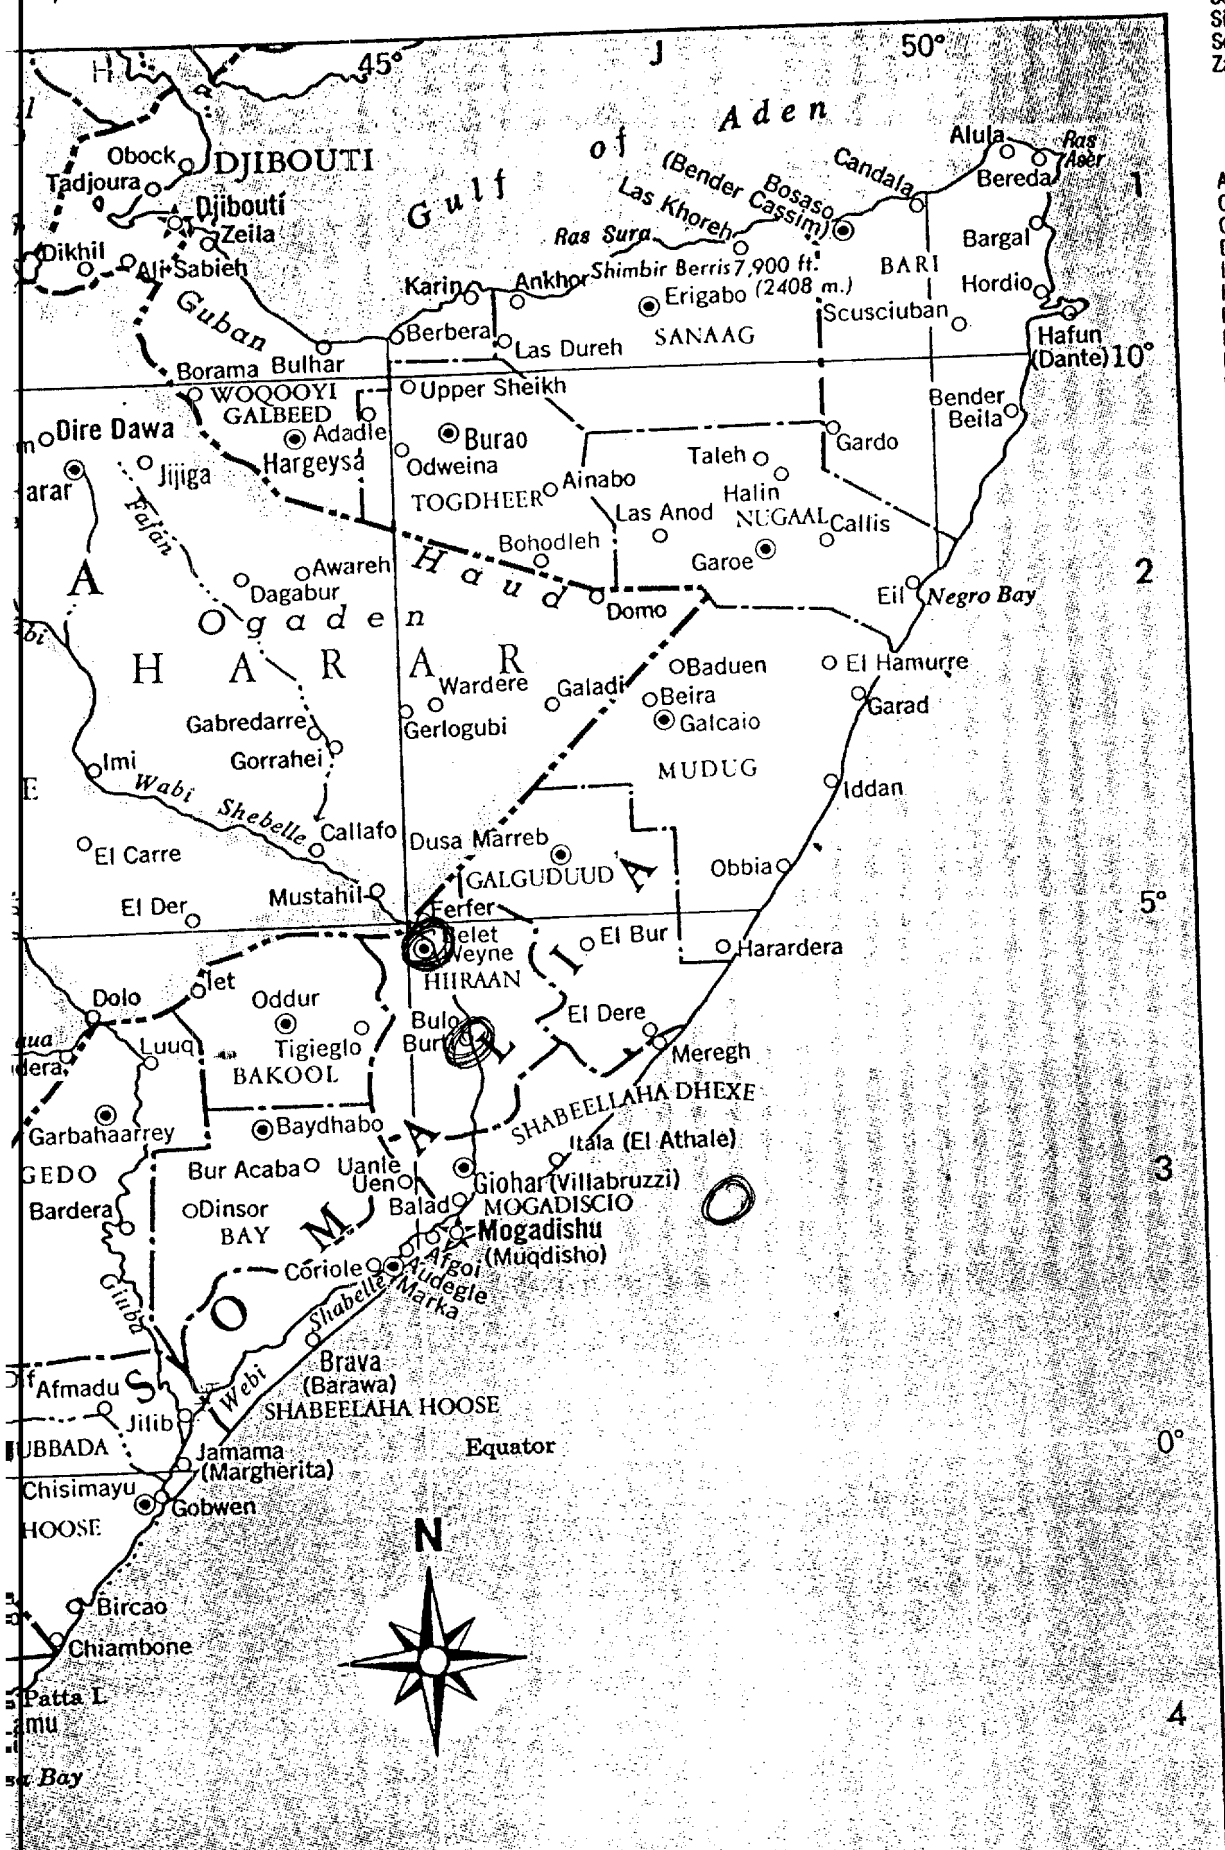 45°
J
50°
H
Gulf of Aden
Obock
DJIBOUTI
Tadjoura
Djibouti
Zeila
Dikhil
Ali-Sabieh
Alula
Ras
Aser
Bereda
1
Candala
Bosaso
(Bender
Cassim)
Las Khoreh
Ras Sura
Bargal
BARI
Hordio
Karin
Ankhor
Shimbir Berris 7,900 ft.
(2408 m.)
Erigabo
Scusciuban
Guban
Berbera
SANAAG
Hafun
(Dante)
10°
Las Dureh
Borama
Bulhar
WOQOOYI
GALBEED
Upper Sheikh
Bender
Beila
Dire Dawa
Adadle
Burao
Gardo
Hargeysa
Odweina
Taleh
arar
Jijiga
Ainabo
Halin
TOGDHEER
Fafan
Las Anod
NUGAAL
Callis
Bohodleh
Garoe
A
Awareh
Haud
2
Dagabur
Domo
Eil
Negro Bay
Ogaden
HARAR
Baduen
El Hamurre
Wardere
Galadi
Beira
Garad
Gabredarre
Gerlogubi
Galcaio
Gorrahei
Imi
MUDUG
E
Wabi Shebelle
Iddan
Callafo
Dusa Marreb
El Carre
GALGUDUUD
Obbia
Mustahil
El Der
Ferfer
5°
Belet
Weyne
El Bur
Harardera
HIIRAAN
Dolo
let
Oddur
Bulo
Burti
El Dere
Luuq
Tigieglo
Meregh
BAKOOL
SHABEELLAHA DHEXE
Garbahaarrey
Baydhabo
Itala (El Athale)
GEDO
Bur Acaba
Uanle
Uen
Giohar (Villabruzzi)
3
Bardera
Dinsor
Balad
MOGADISCIO
BAY
Mogadishu
(Muqdisho)
Afgoi
Coriole
Audegle
Marka
Giuba
Webi Shabelle
SOMALIA
Brava
(Barawa)
Afmadu
SHABEELAHA HOOSE
Jilib
UBBADA
Jamama
(Margherita)
Equator
0°
Chisimayu
Gobwen
HOOSE
N
Bircao
Chiambone
Patta I.
amu
4
Bay